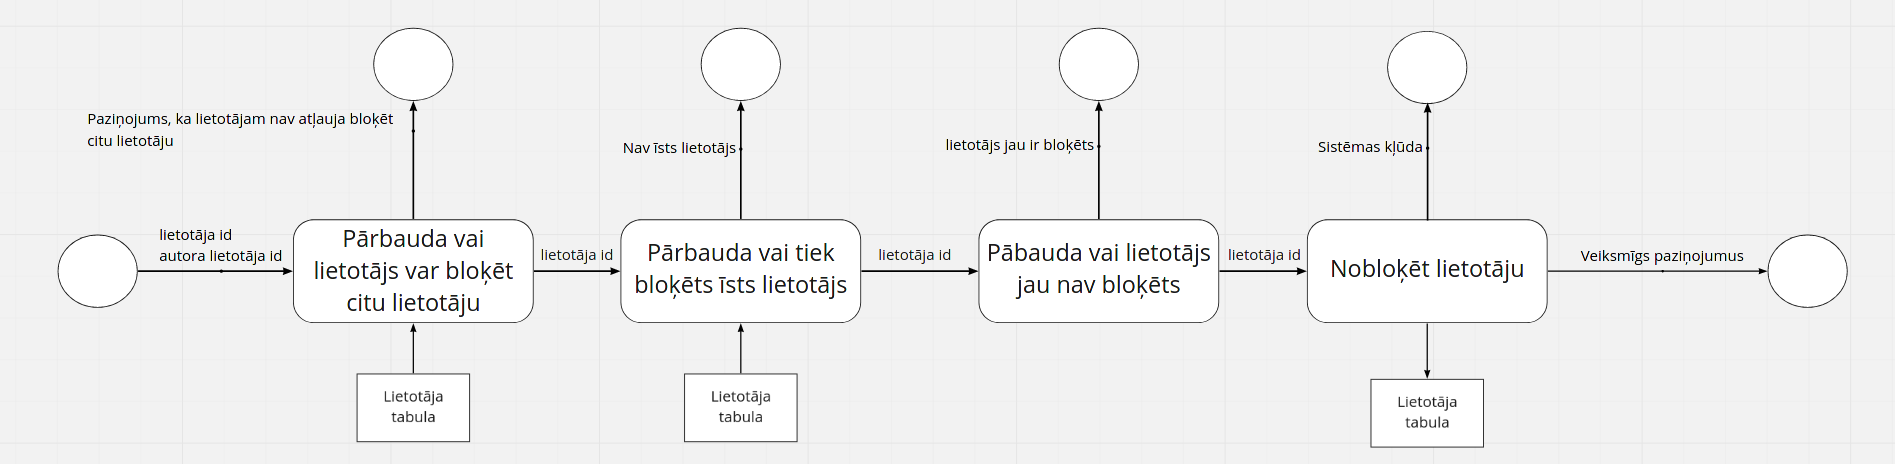 Paziņojums, ka lietotājam nav atļauja bloķēt
citu lietotāju
Nav īsts lietotājs
lietotājs jau ir bloķēts
Sistēmas kļūda
lietotāja id
autora lietotāja id
Pārbauda vai
lietotājs var bloķēt
citu lietotāju
lietotāja id
Pārbauda vai tiek
bloķēts īsts lietotājs
lietotāja id
Pābauda vai lietotājs
jau nav bloķēts
lietotāja id
Nobloķēt lietotāju
Veiksmīgs paziņojumus
Lietotāja
tabula
Lietotāja
tabula
Lietotāja
tabula